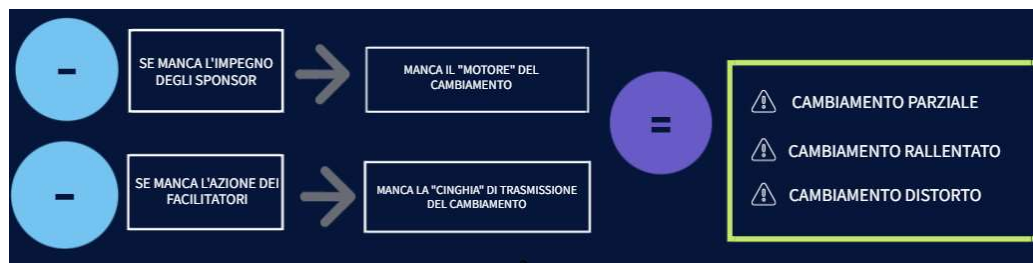 -
SE MANCA L'IMPEGNO
DEGLI SPONSOR
MANCA IL "MOTORE" DEL
CAMBIAMENTO
-
SE MANCA L'AZIONE DEI
FACILITATORI
MANCA LA "CINGHIA" DI TRASMISSIONE
DEL CAMBIAMENTO
=
CAMBIAMENTO PARZIALE
CAMBIAMENTO RALLENTATO
CAMBIAMENTO DISTORTO